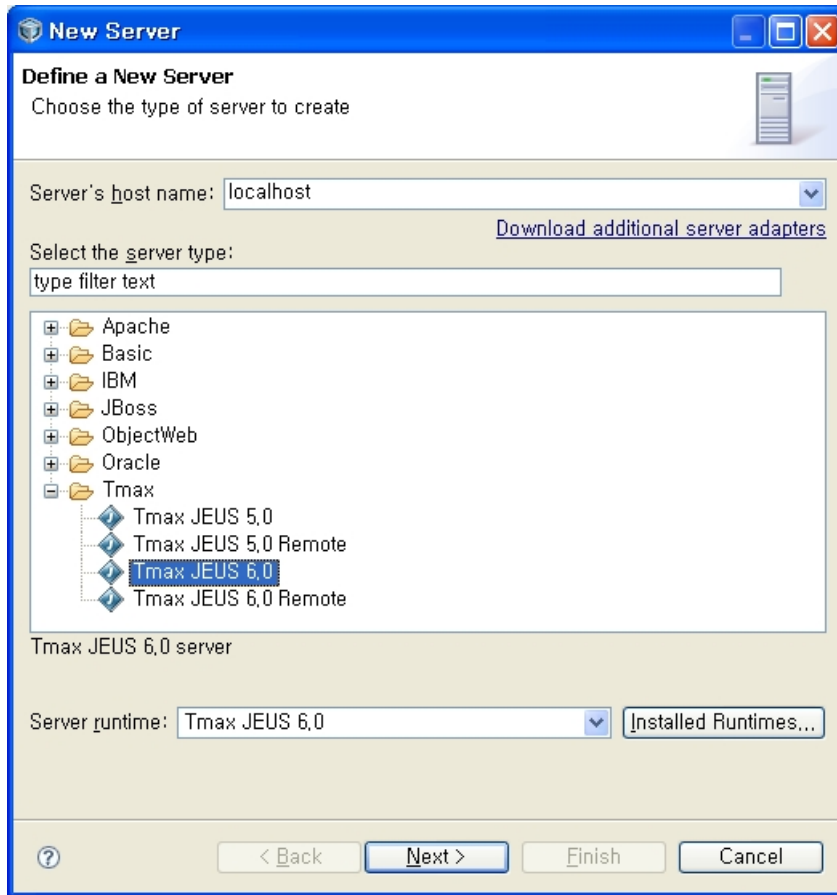 New Server
Define a New Server
Choose the type of server to create
Server's host name: localhost
Download additional server adapters
Select the server type:
type filter text
Apache
Basic
IBM
JBoss
ObjectWeb
Oracle
Tmax
Tmax JEUS 5,0
Tmax JEUS 5,0 Remote
Tmax JEUS 6,0
Tmax JEUS 6,0 Remote
Tmax JEUS 6,0 server
Server runtime: Tmax JEUS 6,0 Installed Runtimes,,,
? < Back Next > Finish Cancel